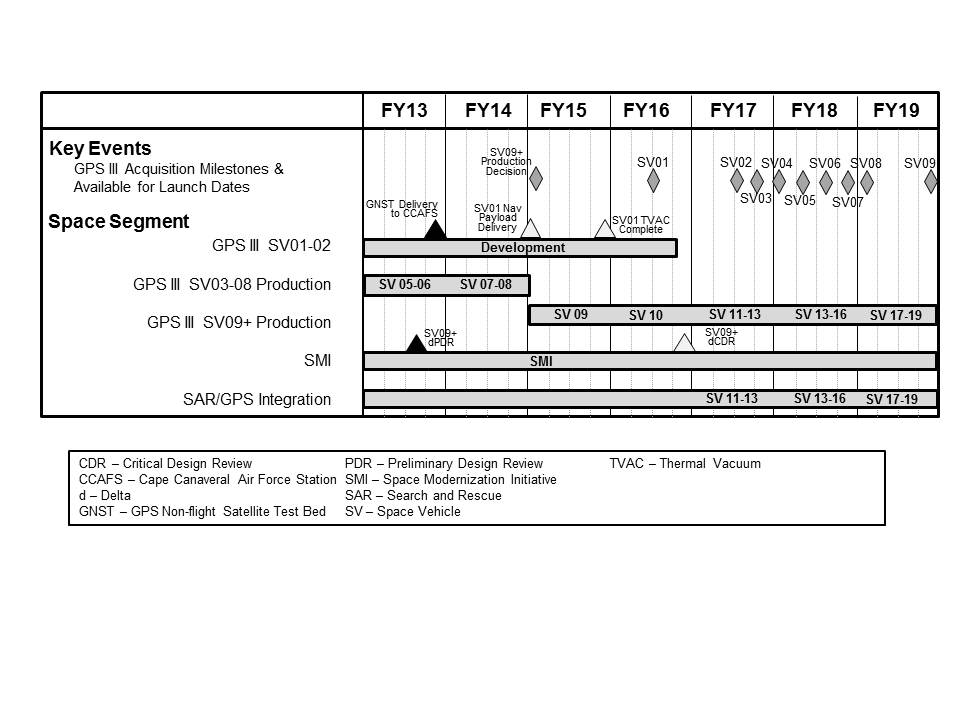 FY13 FY14 FY15 FY16 FY17 FY18 FY19
Key Events
GPS III Acquisition Milestones &
Available for Launch Dates
SV09+
Production
Decision
SV01
SV02
SV03
SV04
SV05
SV06
SV07
SV08
SV09
Space Segment
GNST Delivery
to CCAFS
SV01 Nav
Payload
Delivery
SV01 TVAC
Complete
GPS III SV01-02
Development
GPS III SV03-08 Production
SV 05-06 SV 07-08
GPS III SV09+ Production
SV 09 SV 10 SV 11-13 SV 13-16 SV 17-19
SV09+
dPDR
SV09+
dCDR
SMI
SMI
SAR/GPS Integration
SV 11-13 SV 13-16 SV 17-19
CDR – Critical Design Review
CCAFS – Cape Canaveral Air Force Station
d – Delta
GNST – GPS Non-flight Satellite Test Bed
PDR – Preliminary Design Review
SMI – Space Modernization Initiative
SAR – Search and Rescue
SV – Space Vehicle
TVAC – Thermal Vacuum